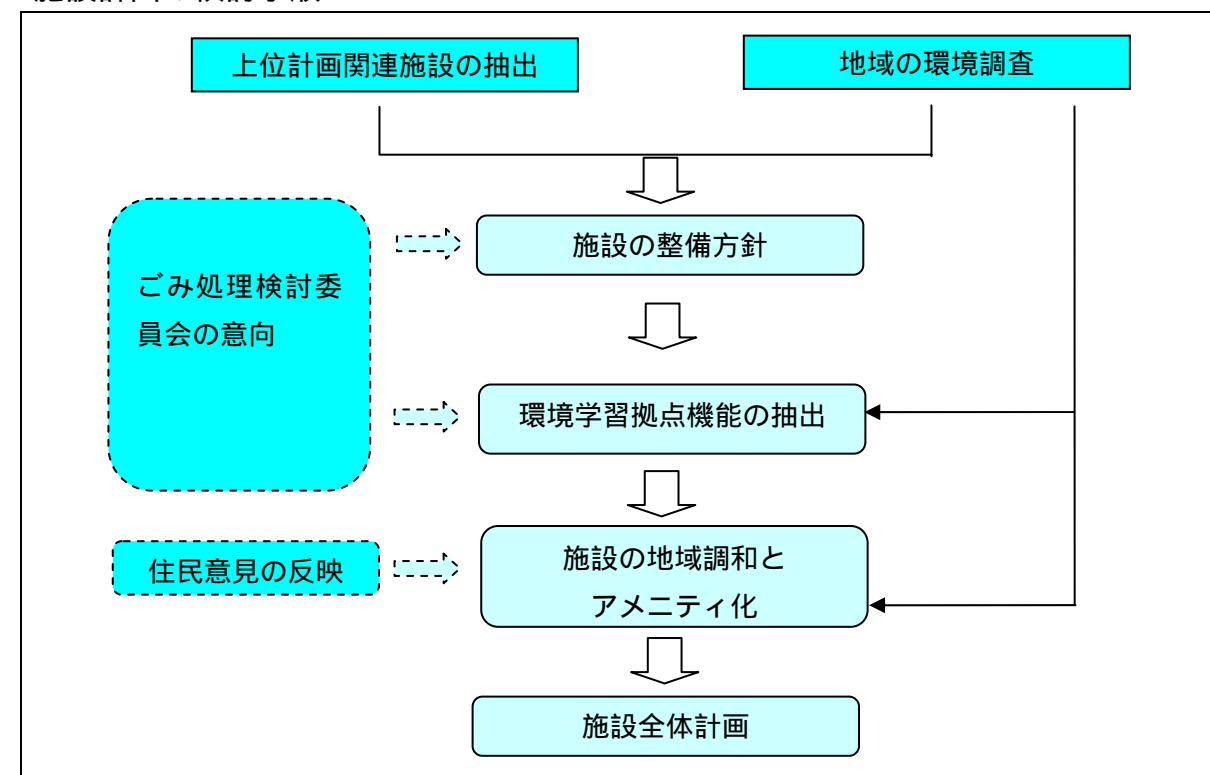 上位計画関連施設の抽出
地域の環境調査
施設の整備方針
ごみ処理検討委
員会の意向
環境学習拠点機能の抽出
施設の地域調和と
アメニティ化
住民意見の反映
施設全体計画